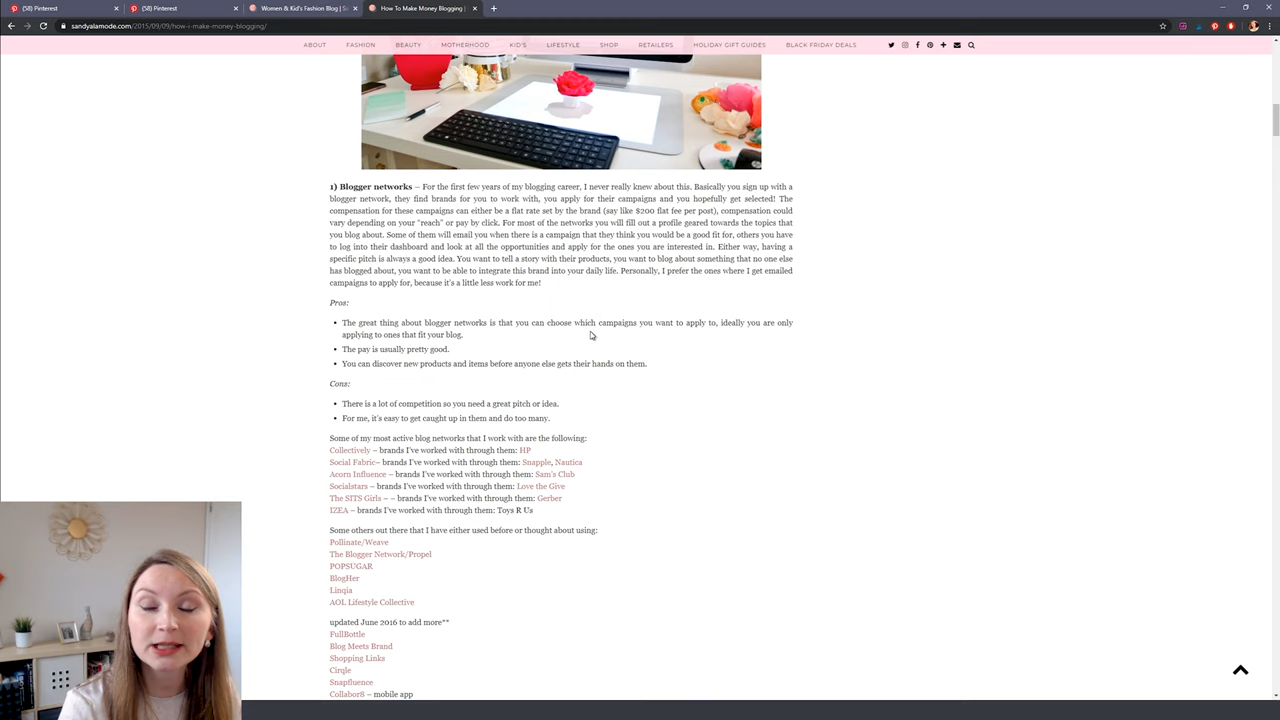 (58) Pinterest
(58) Pinterest
Women & Kid's Fashion Blog | Sa
How To Make Money Blogging |
sandyalamode.com/2015/09/09/how-i-make-money-blogging/
ABOUT FASHION BEAUTY MOTHERHOOD KID'S LIFESTYLE SHOP RETAILERS HOLIDAY GIFT GUIDES BLACK FRIDAY DEALS
1) Blogger networks – For the first few years of my blogging career, I never really knew about this. Basically you sign up with a
blogger network, they find brands for you to work with, you apply for their campaigns and you hopefully get selected! The
compensation for these campaigns can either be a flat rate set by the brand (say like $200 flat fee per post), compensation could
vary depending on your "reach" or pay by click. For most of the networks you will fill out a profile geared towards the topics that
you blog about. Some of them will email you when there is a campaign that they think you would be a good fit for, others you have
to log into their dashboard and look at all the opportunities and apply for the ones you are interested in. Either way, having a
specific pitch is always a good idea. You want to tell a story with their products, you want to blog about something that no one else
has blogged about, you want to be able to integrate this brand into your daily life. Personally, I prefer the ones where I get emailed
campaigns to apply for, because it's a little less work for me!
Pros:
• The great thing about blogger networks is that you can choose which campaigns you want to apply to, ideally you are only
applying to ones that fit your blog.
• The pay is usually pretty good.
• You can discover new products and items before anyone else gets their hands on them.
Cons:
• There is a lot of competition so you need a great pitch or idea.
• For me, it's easy to get caught up in them and do too many.
Some of my most active blog networks that I work with are the following:
Collectively – brands I've worked with through them: HP
Social Fabric– brands I've worked with through them: Snapple, Nautica
Acorn Influence – brands I've worked with through them: Sam's Club
Socialstars – brands I've worked with through them: Love the Give
The SITS Girls – – brands I've worked with through them: Gerber
IZEA – brands I've worked with through them: Toys R Us
Some others out there that I have either used before or thought about using:
Pollinate/Weave
The Blogger Network/Propel
POPSUGAR
BlogHer
Linqia
AOL Lifestyle Collective
updated June 2016 to add more**
FullBottle
Blog Meets Brand
Shopping Links
Cirqle
Snapfluence
Collabor8 – mobile app